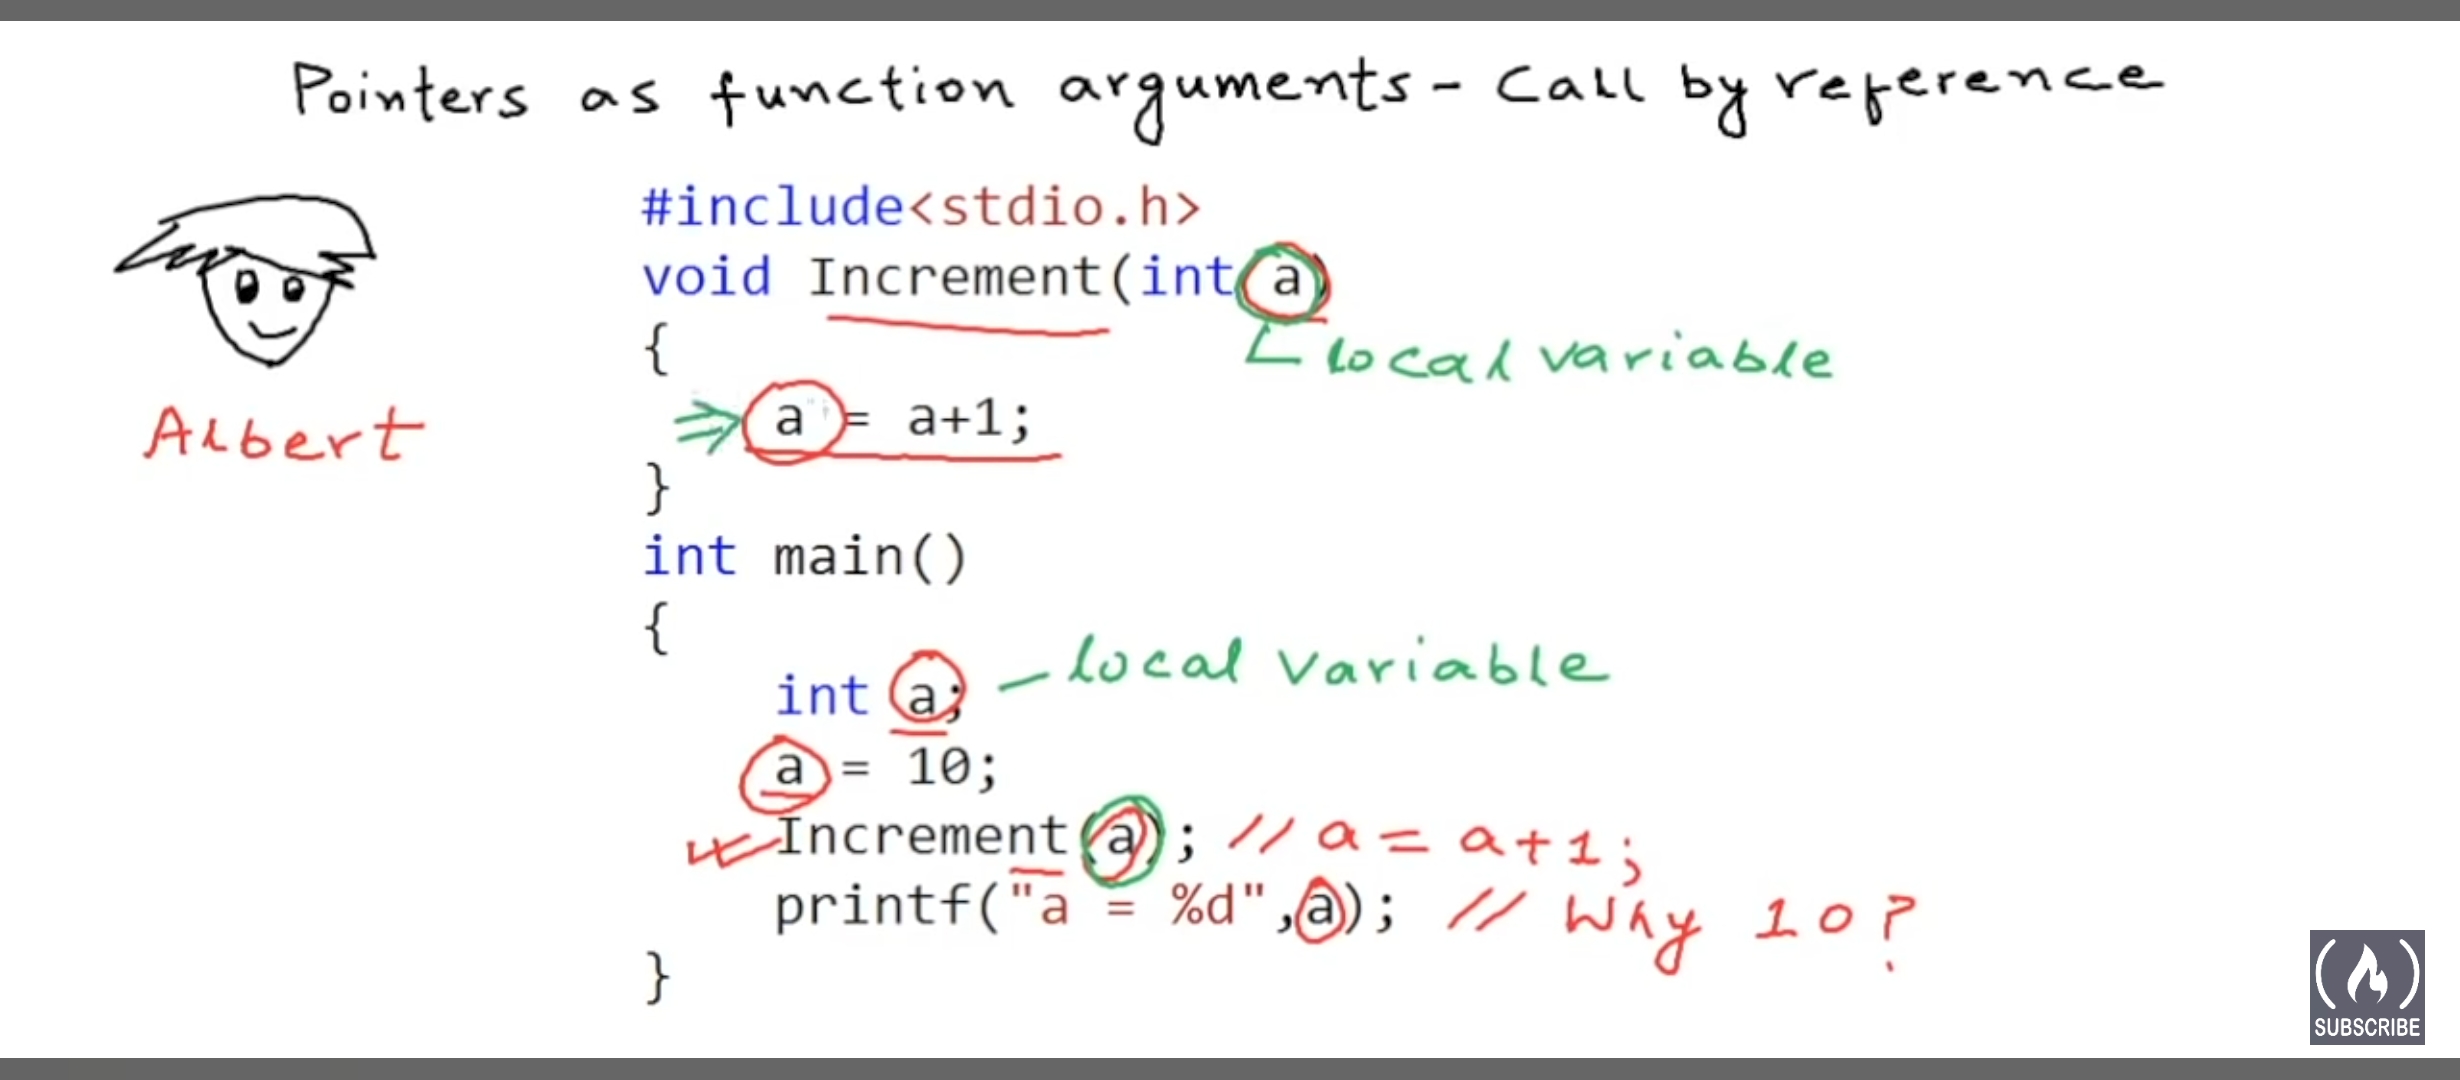 Pointers as function arguments - Call by reference
#include<stdio.h>
void Increment(int a)
{
local variable
a = a+1;
Albert
}
int main()
{
int a; - local variable
a = 10;
Increment(a); // a = a+1;
printf("a = %d",a); // Why 10?
}
SUBSCRIBE